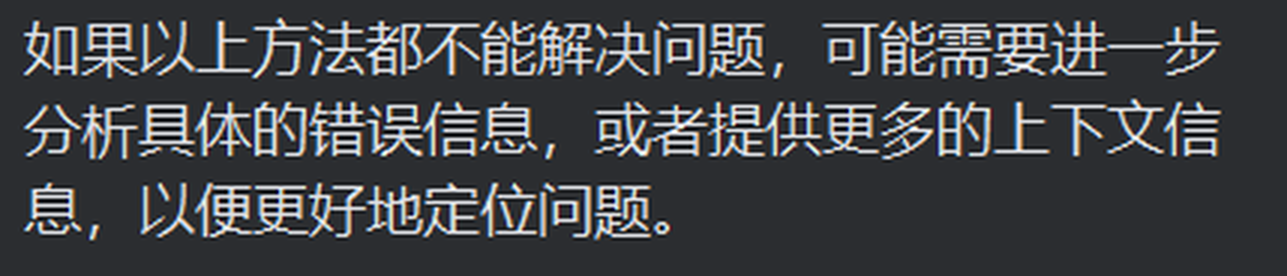 如果以上方法都不能解决问题，可能需要进一步
分析具体的错误信息，或者提供更多的上下文信
息，以便更好地定位问题。